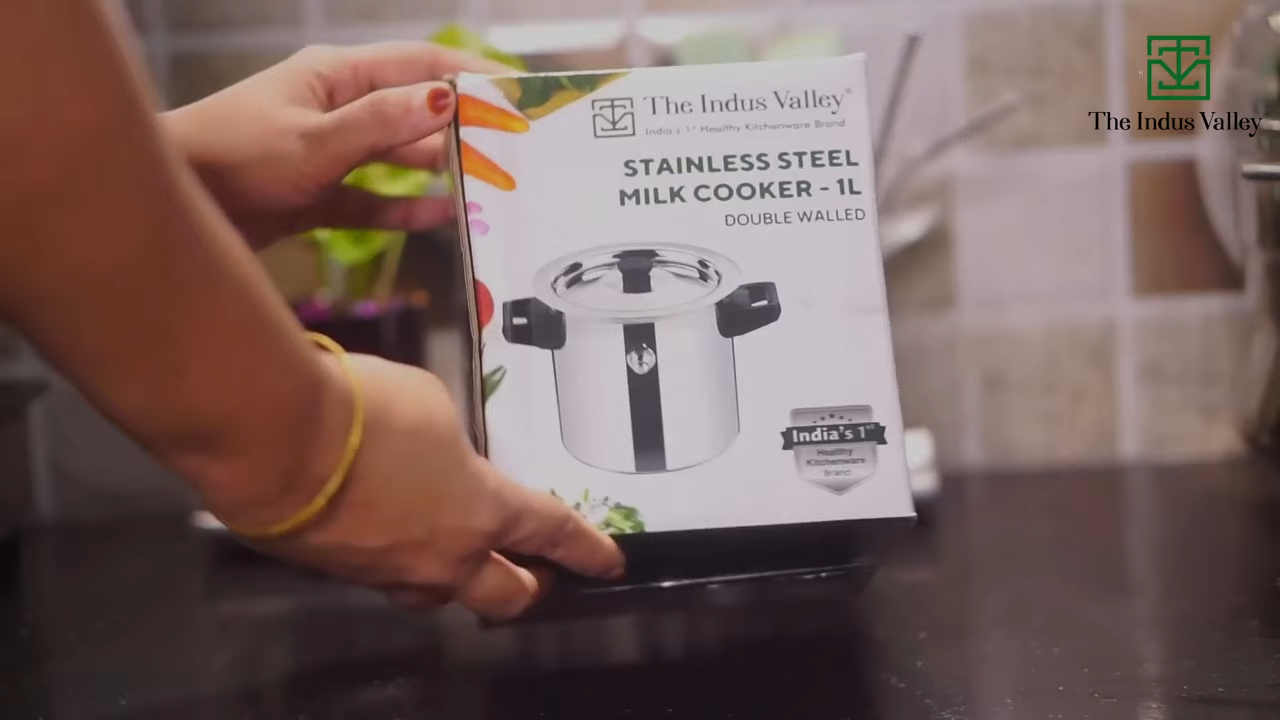 The Indus Valley®
India's 1st Healthy Kitchenware Brand
STAINLESS STEEL
MILK COOKER - 1L
DOUBLE WALLED
India's 1st
Healthy
Kitchenware
Brand
The Indus Valley